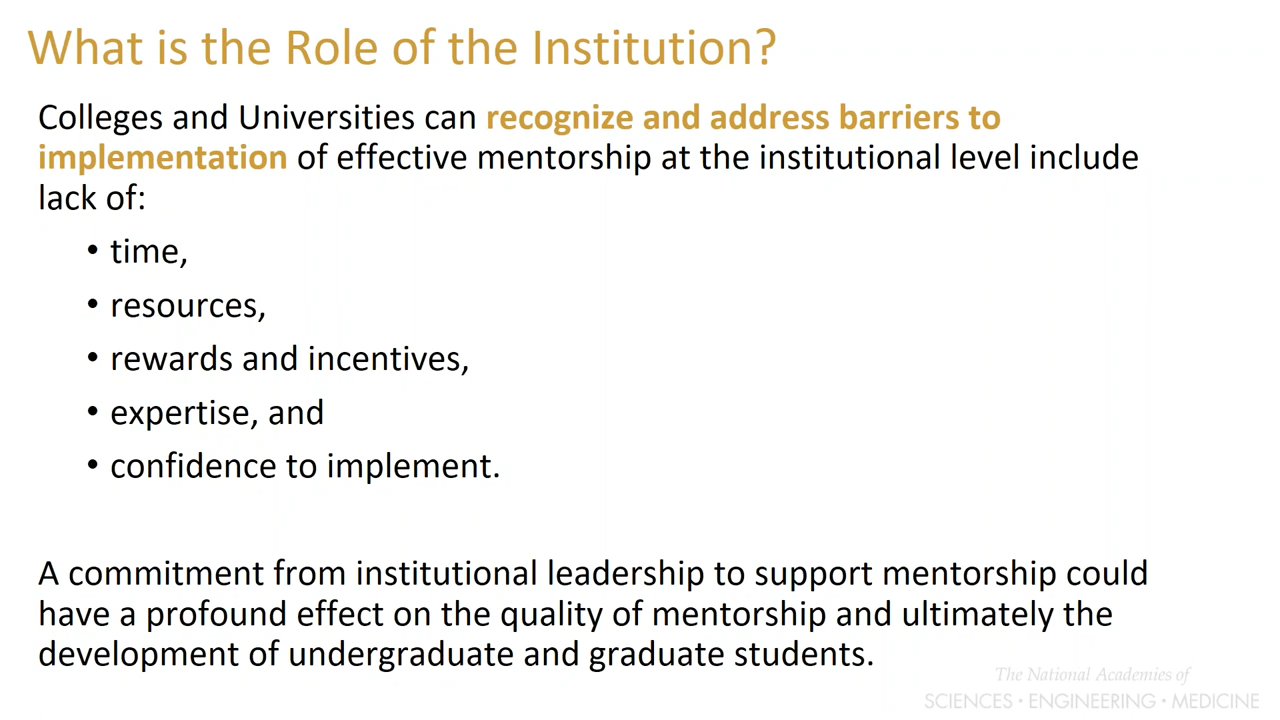 What is the Role of the Institution?
Colleges and Universities can recognize and address barriers to
implementation of effective mentorship at the institutional level include
lack of:
• time,
• resources,
• rewards and incentives,
• expertise, and
• confidence to implement.
A commitment from institutional leadership to support mentorship could
have a profound effect on the quality of mentorship and ultimately the
development of undergraduate and graduate students.
The National Academies of
SCIENCES • ENGINEERING • MEDICINE